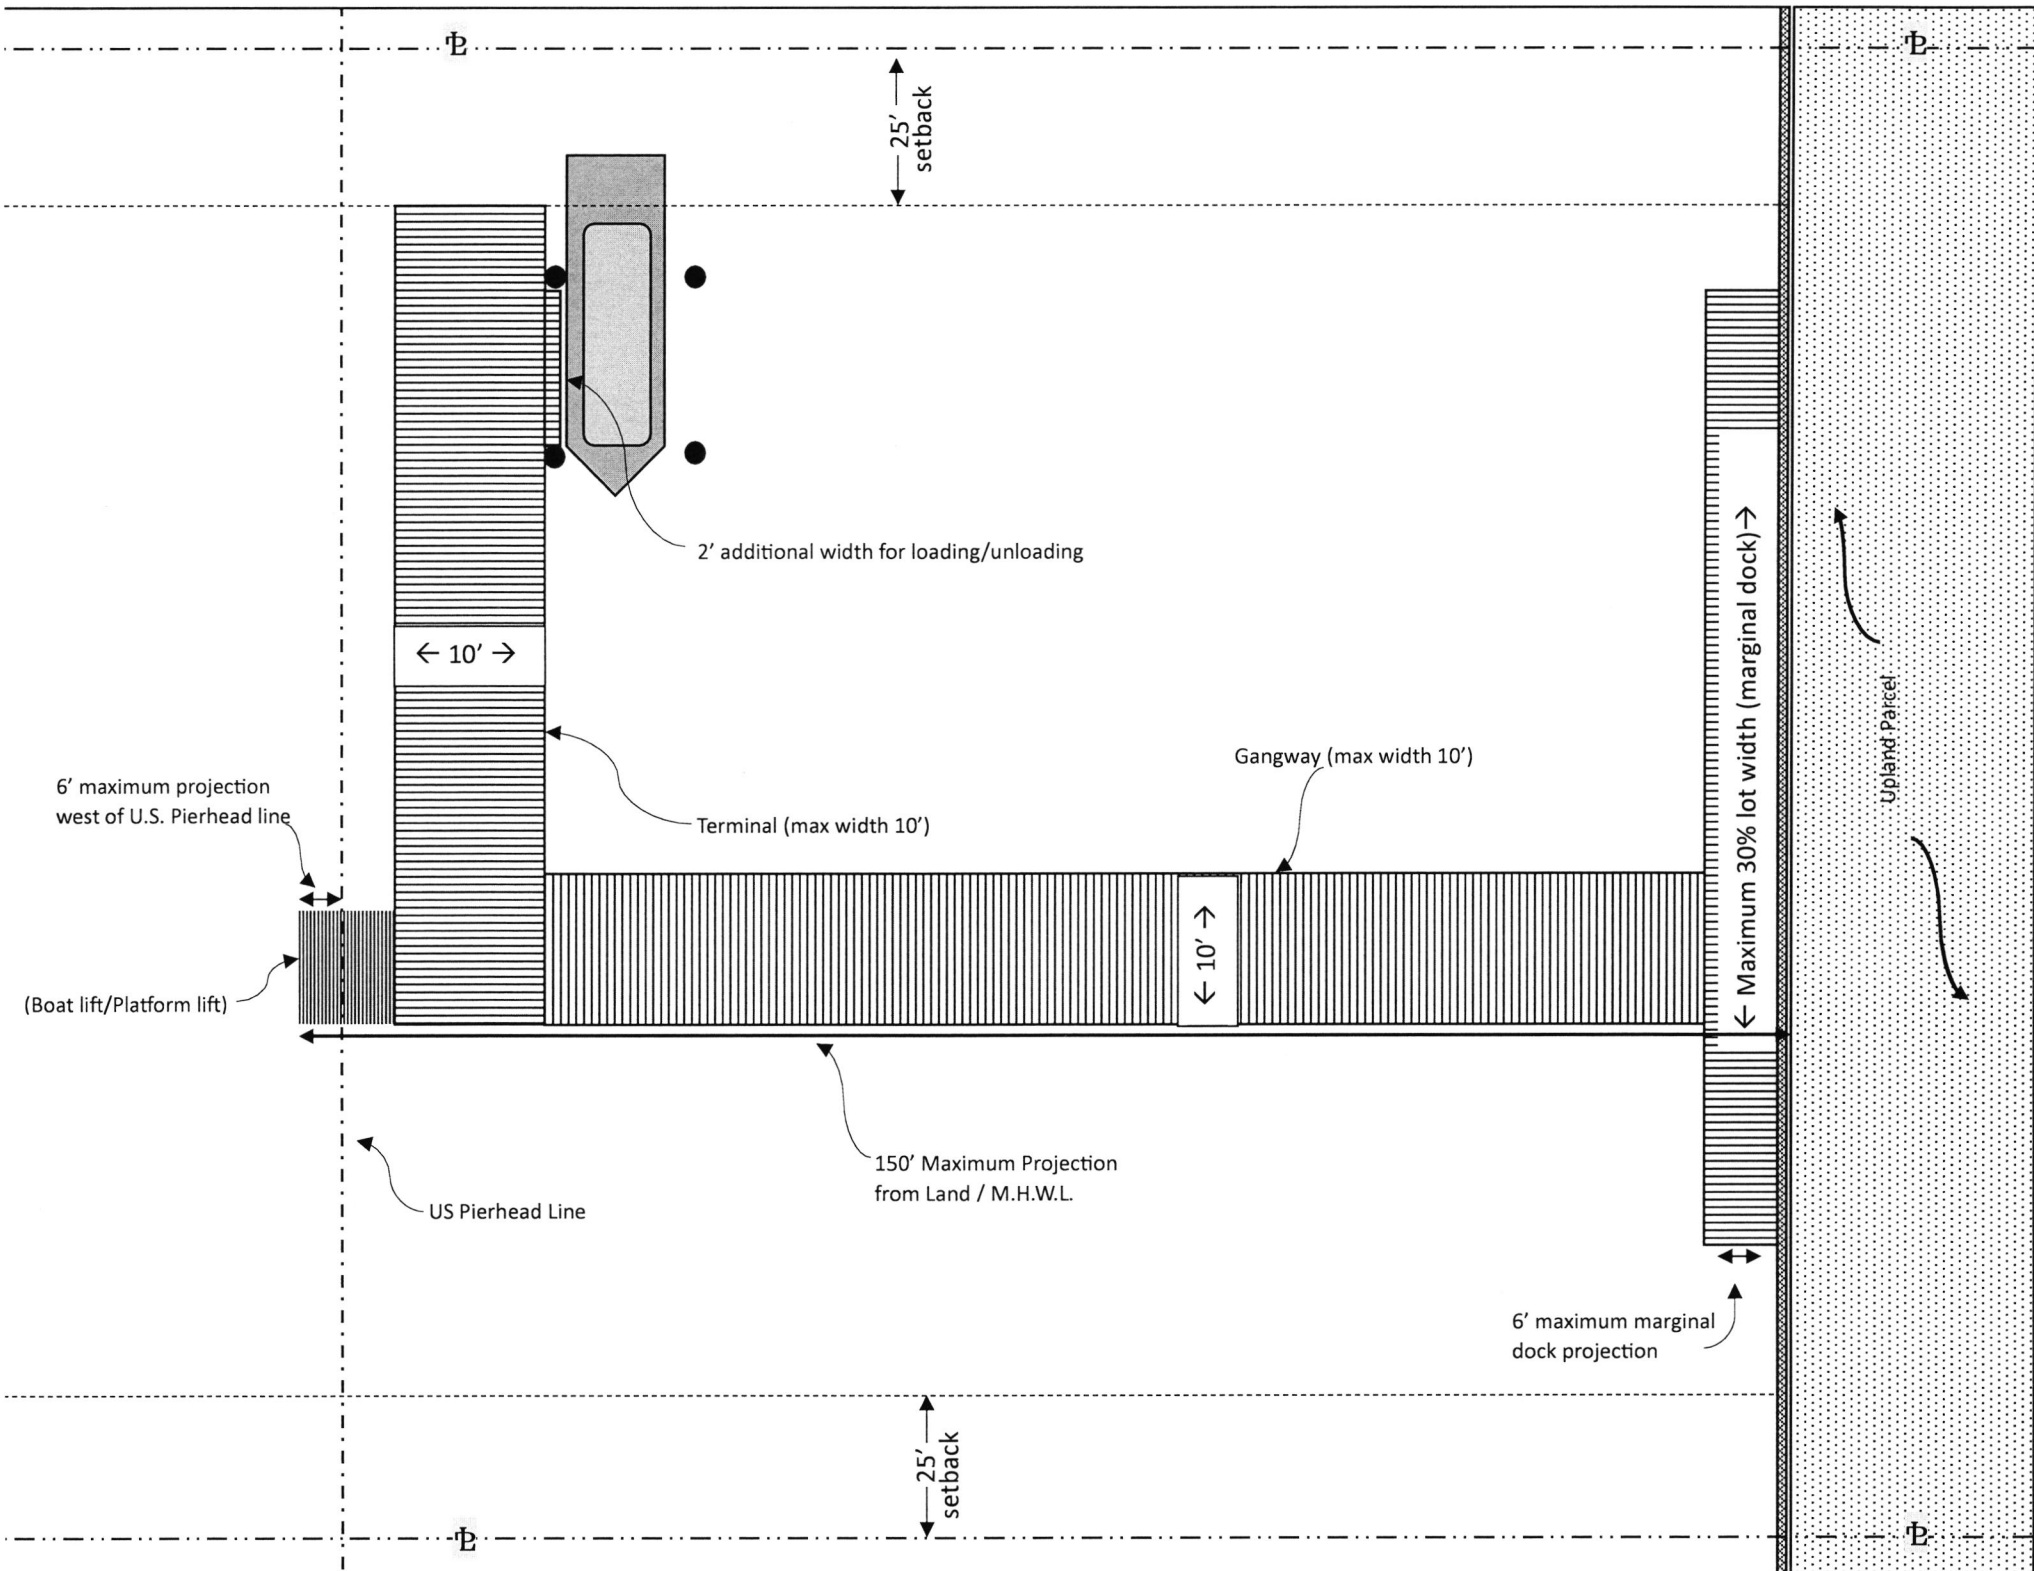 ⅊
⅊
25'
setback
2' additional width for loading/unloading
← 10' →
← Maximum 30% lot width (marginal dock)→
Upland Parcel
Gangway (max width 10')
6' maximum projection
west of U.S. Pierhead line
Terminal (max width 10')
← 10' →
(Boat lift/Platform lift)
150' Maximum Projection
from Land / M.H.W.L.
US Pierhead Line
6' maximum marginal
dock projection
25'
setback
⅊
⅊